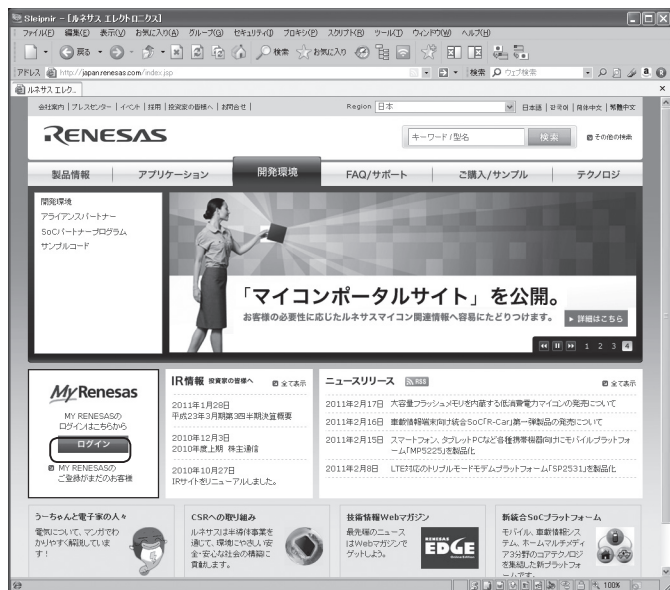 Sleipnir - [ルネサス エレクトロニクス]
ファイル(F) 編集(E) 表示(V) お気に入り(A) グループ(G) セキュリティ(I) プロキシ(P) スクリプト(R) ツール(T) ウィンドウ(W) ヘルプ(H)
戻る 検索 お気に入り
アドレス http://japan.renesas.com/index.jsp 検索 ウェブ検索
ルネサス エレク..
会社案内 | プレスセンター | イベント | 採用 | 投資家の皆様へ | お問合せ | Region 日本 日本語 | 한국어 | 简体中文 | 繁體中文
RENESAS キーワード/型名 検索 その他の検索
製品情報 アプリケーション 開発環境 FAQ/サポート ご購入/サンプル テクノロジ
開発環境
アライアンスパートナー
SoCパートナープログラム
サンプルコード
「マイコンポータルサイト」を公開。
お客様の必要性に応じたルネサスマイコン関連情報へ容易にたどりつけます。 詳細はこちら
1 2 3 4
MyRenesas
MY RENESASの
ログインはこちらから
ログイン
MY RENESASの
ご登録がまだのお客様
IR情報 投資家の皆様へ 全て表示
2011年1月28日
平成23年3月期第3四半期決算概要
2010年12月3日
2010年度上期 株主通信
2010年10月27日
IRサイトをリニューアルしました。
ニュースリリース RSS 全て表示
2011年2月17日 大容量フラッシュメモリを内蔵する低消費電力マイコンの発売について
2011年2月16日 車載情報端末向け統合SoC「R-Car」第一弾製品の発売について
2011年2月15日 スマートフォン、タブレットPCなど各種携帯機器向けにモバイルプラットフォ
ーム「MP5225」を製品化
2011年2月8日 LTE対応のトリプルモードモデムプラットフォーム「SP2531」を製品化
うーちゃんと電子家の人々
電気について、マンガでわ
かりやすく解説していま
す！
CSRへの取り組み
ルネサスは半導体事業を
通じて、環境にやさしい安
全・安心な社会の構築に
貢献します。
技術情報Webマガジン
最先端のニュース
はWebマガジンで
ゲットしよう。
RENESAS
EDGE
新統合SoCプラットフォーム
モバイル、車載情報シス
テム、ホームマルチメディ
ア3分野のコアテクノロジ
を集結した新プラットフォ
ームです。
100%